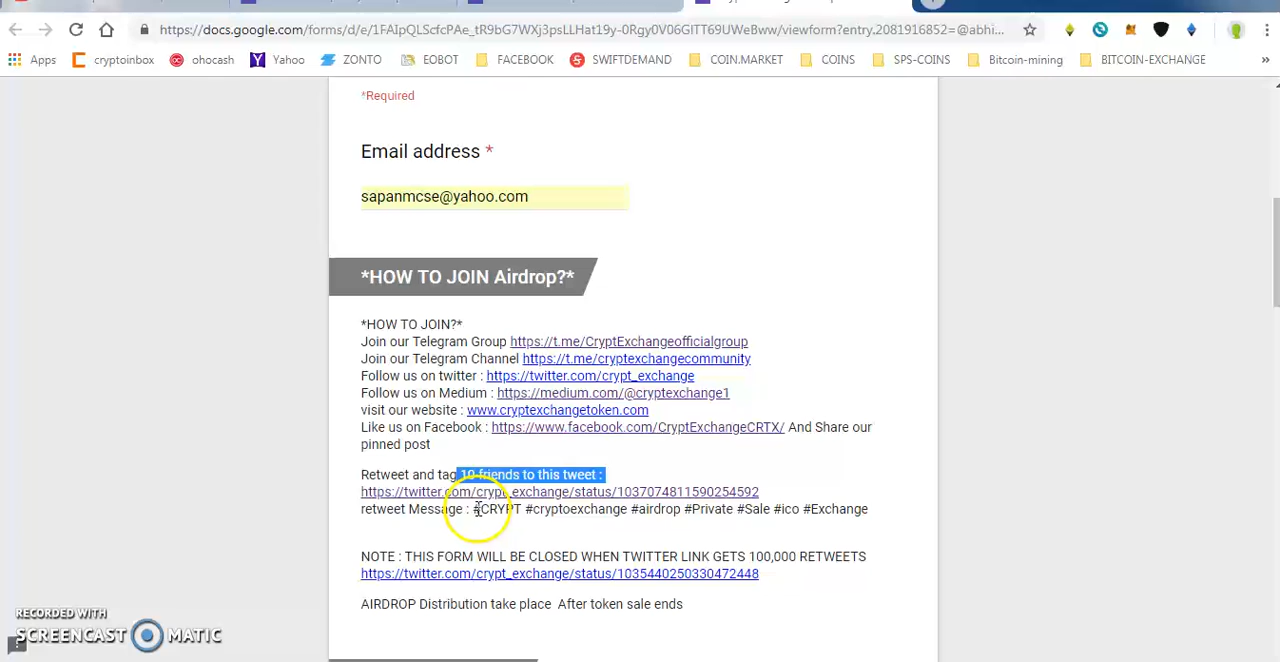 https://docs.google.com/forms/d/e/1FAIpQLScfcPAe_tR9bG7WXj3psLLHat19y-0Rgy0V06GlTT69UWeBww/viewform?entry.2081916852=@abhi...
Apps cryptoinbox ohocash Yahoo ZONTO EOBOT FACEBOOK SWIFTDEMAND COIN.MARKET COINS SPS-COINS Bitcoin-mining BITCOIN-EXCHANGE »
*Required
Email address *
sapanmcse@yahoo.com
*HOW TO JOIN Airdrop?*
*HOW TO JOIN?*
Join our Telegram Group https://t.me/CryptExchangeofficialgroup
Join our Telegram Channel https://t.me/cryptexchangecommunity
Follow us on twitter : https://twitter.com/crypt_exchange
Follow us on Medium : https://medium.com/@cryptexchange1
visit our website : www.cryptexchangetoken.com
Like us on Facebook : https://www.facebook.com/CryptExchangeCRTX/ And Share our
pinned post
Retweet and tag 10 friends to this tweet :
https://twitter.com/crypt_exchange/status/1037074811590254592
retweet Message : #CRYPT #cryptoexchange #airdrop #Private #Sale #ico #Exchange
NOTE : THIS FORM WILL BE CLOSED WHEN TWITTER LINK GETS 100,000 RETWEETS
https://twitter.com/crypt_exchange/status/1035440250330472448
AIRDROP Distribution take place After token sale ends
RECORDED WITH
SCREENCAST MATIC